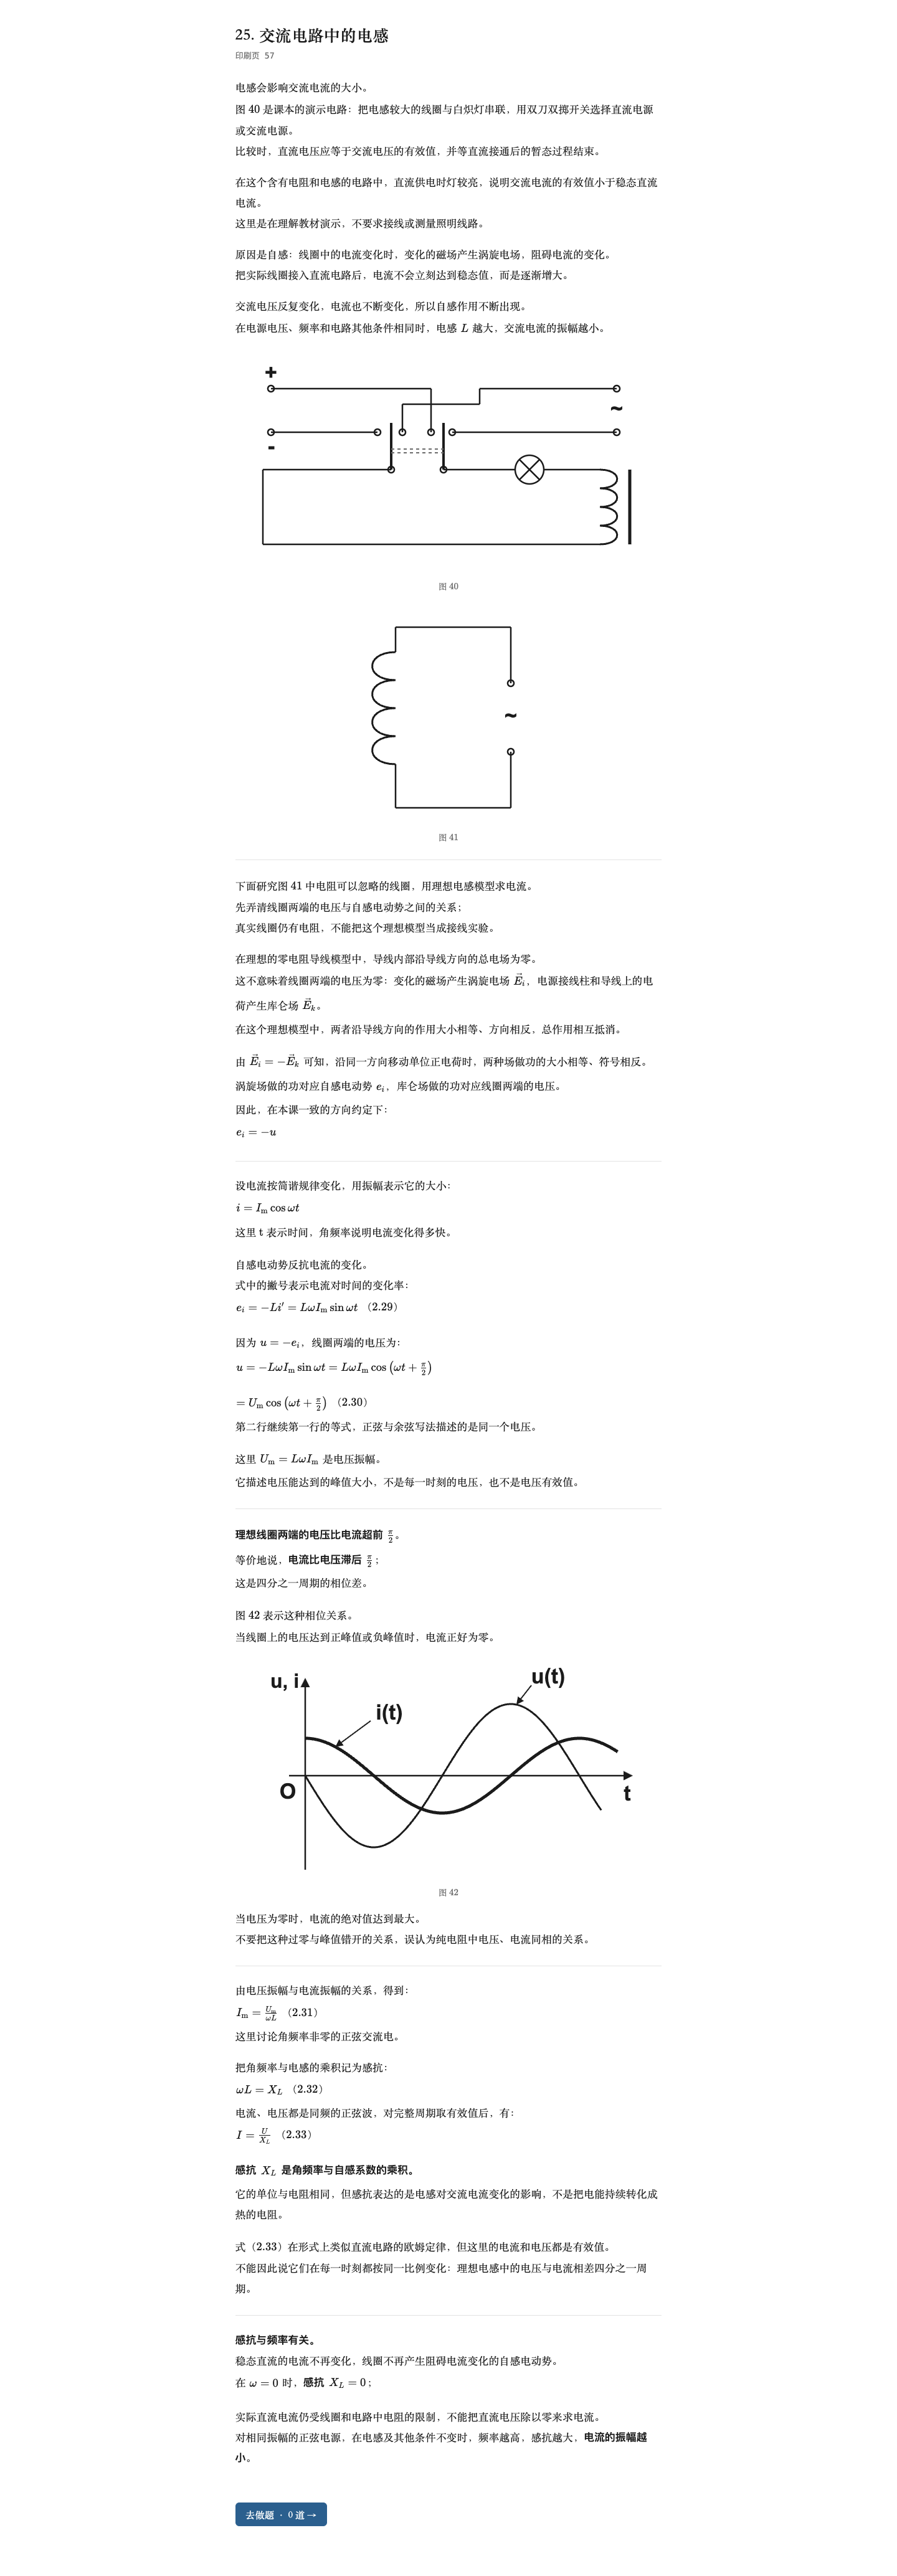 25. 交流电路中的电感
印刷页 57
电感会影响交流电流的大小。
图 40 是课本的演示电路：把电感较大的线圈与白炽灯串联，用双刀双掷开关选择直流电源
或交流电源。
比较时，直流电压应等于交流电压的有效值，并等直流接通后的暂态过程结束。
在这个含有电阻和电感的电路中，直流供电时灯较亮，说明交流电流的有效值小于稳态直流
电流。
这里是在理解教材演示，不要求接线或测量照明线路。
原因是自感：线圈中的电流变化时，变化的磁场产生涡旋电场，阻碍电流的变化。
把实际线圈接入直流电路后，电流不会立刻达到稳态值，而是逐渐增大。
交流电压反复变化，电流也不断变化，所以自感作用不断出现。
在电源电压、频率和电路其他条件相同时，电感 L 越大，交流电流的振幅越小。
+
~
-
图 40
~
图 41
下面研究图 41 中电阻可以忽略的线圈，用理想电感模型求电流。
先弄清线圈两端的电压与自感电动势之间的关系；
真实线圈仍有电阻，不能把这个理想模型当成接线实验。
在理想的零电阻导线模型中，导线内部沿导线方向的总电场为零。
这不意味着线圈两端的电压为零：变化的磁场产生涡旋电场 $\vec{E}_i$，电源接线柱和导线上的电
荷产生库仑场 $\vec{E}_k$。
在这个理想模型中，两者沿导线方向的作用大小相等、方向相反，总作用相互抵消。
由 $\vec{E}_i = -\vec{E}_k$ 可知，沿同一方向移动单位正电荷时，两种场做功的大小相等、符号相反。
涡旋场做的功对应自感电动势 $e_i$，库仑场做的功对应线圈两端的电压。
因此，在本课一致的方向约定下：
$e_i = -u$
设电流按简谐规律变化，用振幅表示它的大小：
$i = I_m \cos \omega t$
这里 t 表示时间，角频率说明电流变化得多快。
自感电动势反抗电流的变化。
式中的撇号表示电流对时间的变化率：
$e_i = -Li' = L\omega I_m \sin \omega t$（2.29）
因为 $u = -e_i$，线圈两端的电压为：
$u = -L\omega I_m \sin \omega t = L\omega I_m \cos\left(\omega t + \frac{\pi}{2}\right)$
$= U_m \cos\left(\omega t + \frac{\pi}{2}\right)$（2.30）
第二行继续第一行的等式，正弦与余弦写法描述的是同一个电压。
这里 $U_m = L\omega I_m$ 是电压振幅。
它描述电压能达到的峰值大小，不是每一时刻的电压，也不是电压有效值。
理想线圈两端的电压比电流超前 $\frac{\pi}{2}$。
等价地说，电流比电压滞后 $\frac{\pi}{2}$；
这是四分之一周期的相位差。
图 42 表示这种相位关系。
当线圈上的电压达到正峰值或负峰值时，电流正好为零。
u, i
u(t)
i(t)
O
t
图 42
当电压为零时，电流的绝对值达到最大。
不要把这种过零与峰值错开的关系，误认为纯电阻中电压、电流同相的关系。
由电压振幅与电流振幅的关系，得到：
$I_m = \frac{U_m}{\omega L}$（2.31）
这里讨论角频率非零的正弦交流电。
把角频率与电感的乘积记为感抗：
$\omega L = X_L$（2.32）
电流、电压都是同频的正弦波，对完整周期取有效值后，有：
$I = \frac{U}{X_L}$（2.33）
感抗 $X_L$ 是角频率与自感系数的乘积。
它的单位与电阻相同，但感抗表达的是电感对交流电流变化的影响，不是把电能持续转化成
热的电阻。
式（2.33）在形式上类似直流电路的欧姆定律，但这里的电流和电压都是有效值。
不能因此说它们在每一时刻都按同一比例变化：理想电感中的电压与电流相差四分之一周
期。
感抗与频率有关。
稳态直流的电流不再变化，线圈不再产生阻碍电流变化的自感电动势。
在 $\omega = 0$ 时，感抗 $X_L = 0$；
实际直流电流仍受线圈和电路中电阻的限制，不能把直流电压除以零来求电流。
对相同振幅的正弦电源，在电感及其他条件不变时，频率越高，感抗越大，电流的振幅越
小。
去做题 · 0 道 →